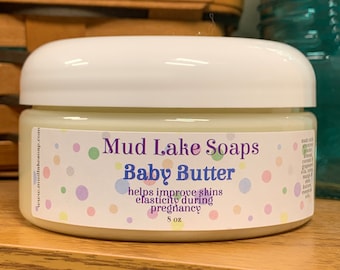 Mud Lake Soaps
Baby Butter
helps improve skins
elasticity during
pregnancy
8 oz